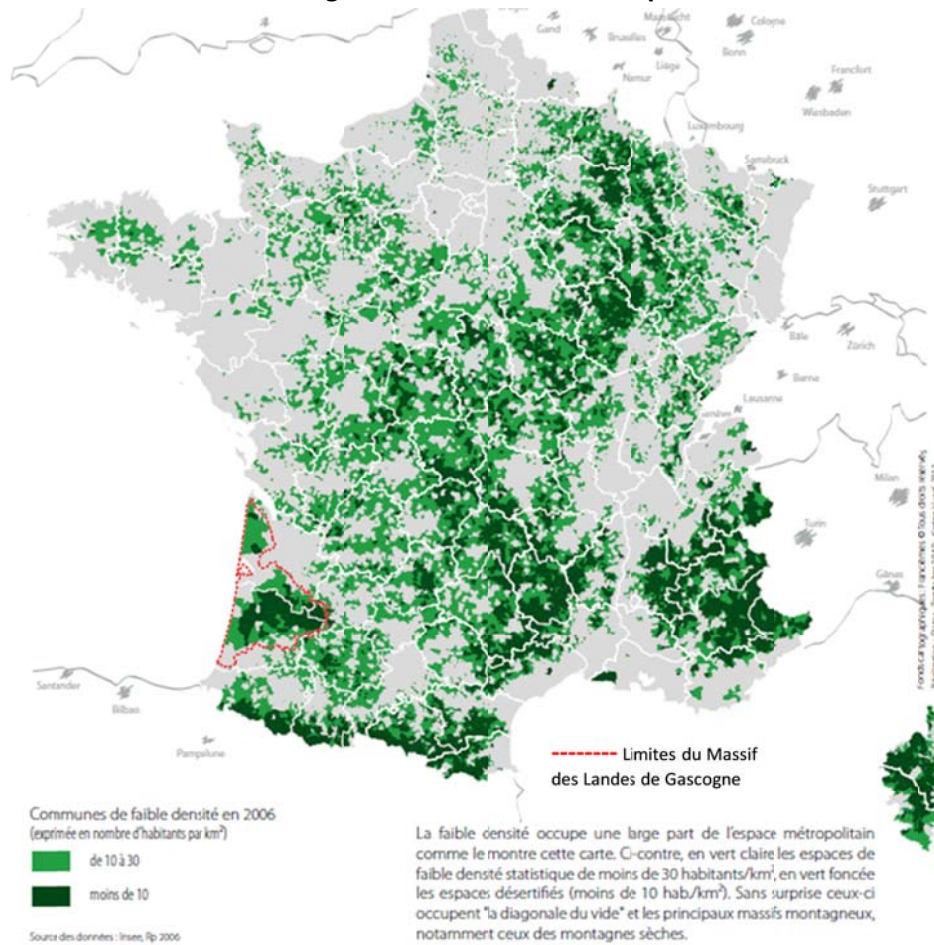 Gand
Bruxelles
Liège
Namur
Cologne
Bonn
Francfort
Wiesbaden
Luxembourg
Sarrebruck
Stuttgart
Bâle
Zürich
Berne
Lausanne
Genève
Milan
Turin
Gênes
Santander
Bilbao
Pampelune
Limites du Massif
des Landes de Gascogne
Communes de faible densité en 2006
(exprimée en nombre d'habitants par km²)
de 10 à 30
moins de 10
Source des données : Insee, Rp 2006
La faible densité occupe une large part de l'espace métropolitain
comme le montre cette carte. Ci-contre, en vert claire les espaces de
faible densité statistique de moins de 30 habitants/km², en vert foncée
les espaces désertifiés (moins de 10 hab./km²). Sans surprise ceux-ci
occupent "la diagonale du vide" et les principaux massifs montagneux,
notamment ceux des montagnes sèches.